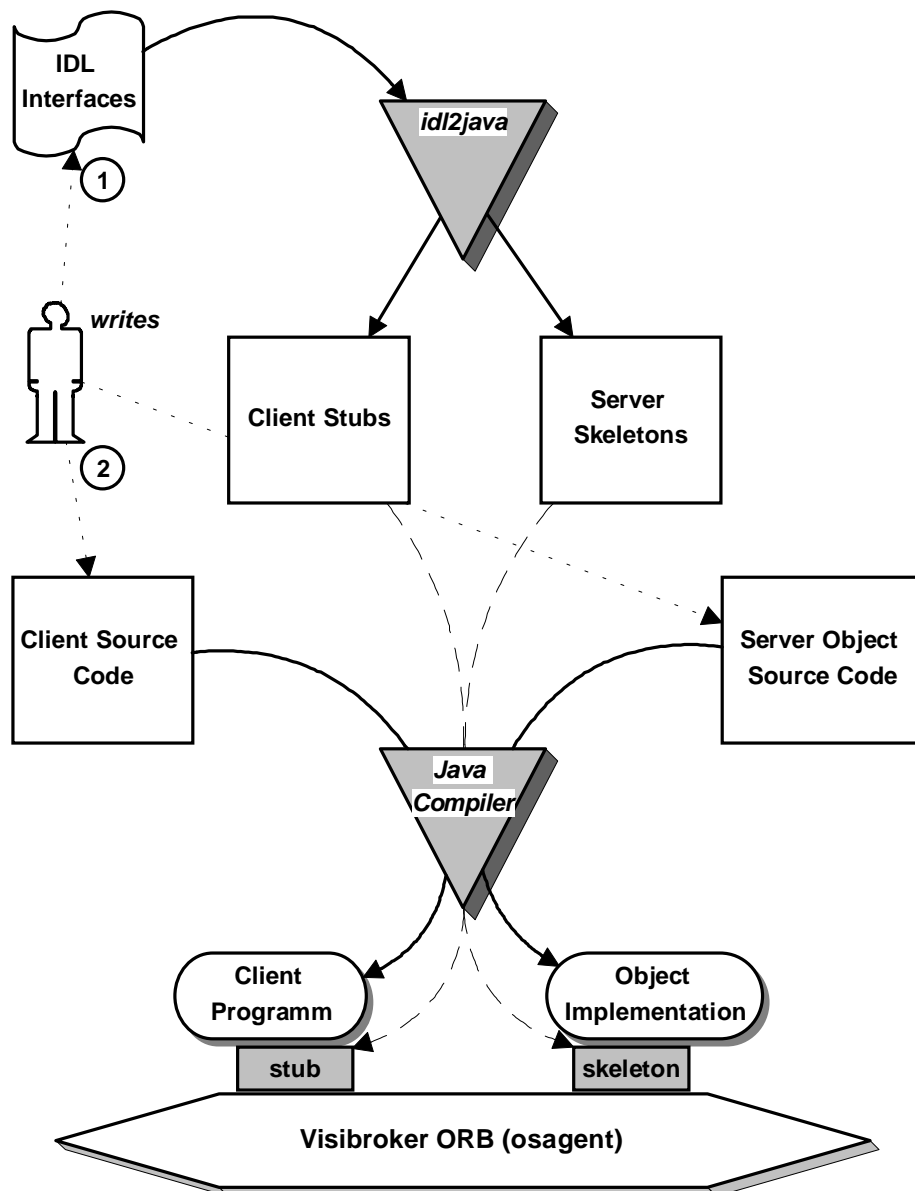 IDL
Interfaces
idl2java
1
writes
Client Stubs
Server
Skeletons
2
Client Source
Code
Server Object
Source Code
Java
Compiler
Client
Programm
Object
Implementation
stub
skeleton
Visibroker ORB (osagent)